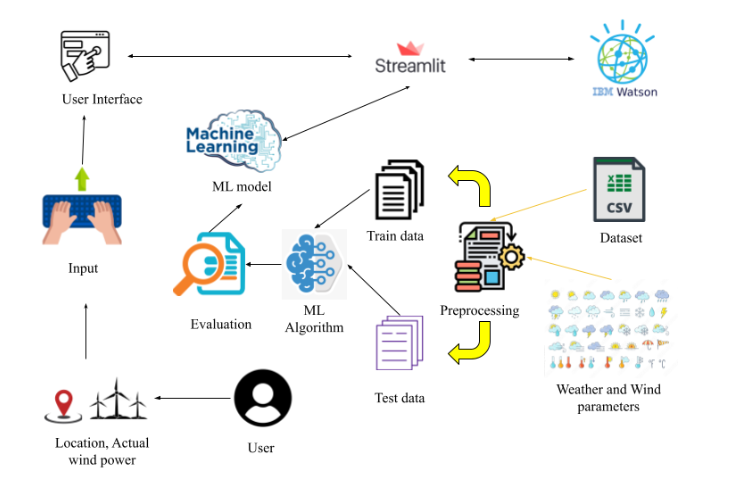 Streamlit
IBM Watson
User Interface
Machine
Learning
ML model
Train data
CSV
Dataset
Input
Evaluation
ML
Algorithm
Preprocessing
Test data
Weather and Wind
parameters
Location, Actual
wind power
User